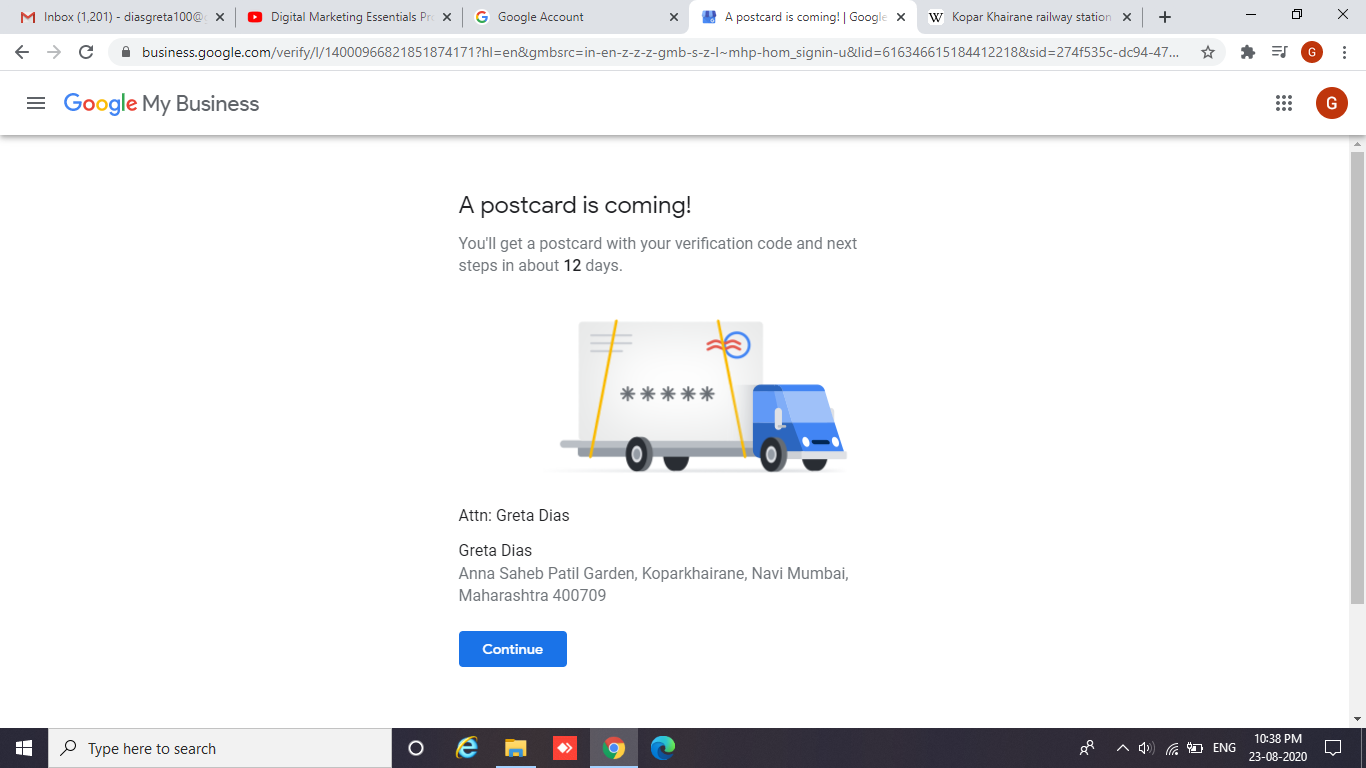 Inbox (1,201) - diasgreta100@g
Digital Marketing Essentials Pro
Google Account
A postcard is coming! | Google
Kopar Khairane railway station
business.google.com/verify/l/14000966821851874171?hl=en&gmbsrc=in-en-z-z-z-gmb-s-z-l~mhp-hom_signin-u&lid=616346615184412218&sid=274f535c-dc94-47...
G
Google My Business
G
A postcard is coming!
You'll get a postcard with your verification code and next
steps in about 12 days.
*****
Attn: Greta Dias
Greta Dias
Anna Saheb Patil Garden, Koparkhairane, Navi Mumbai,
Maharashtra 400709
Continue
Type here to search
ENG
10:38 PM
23-08-2020